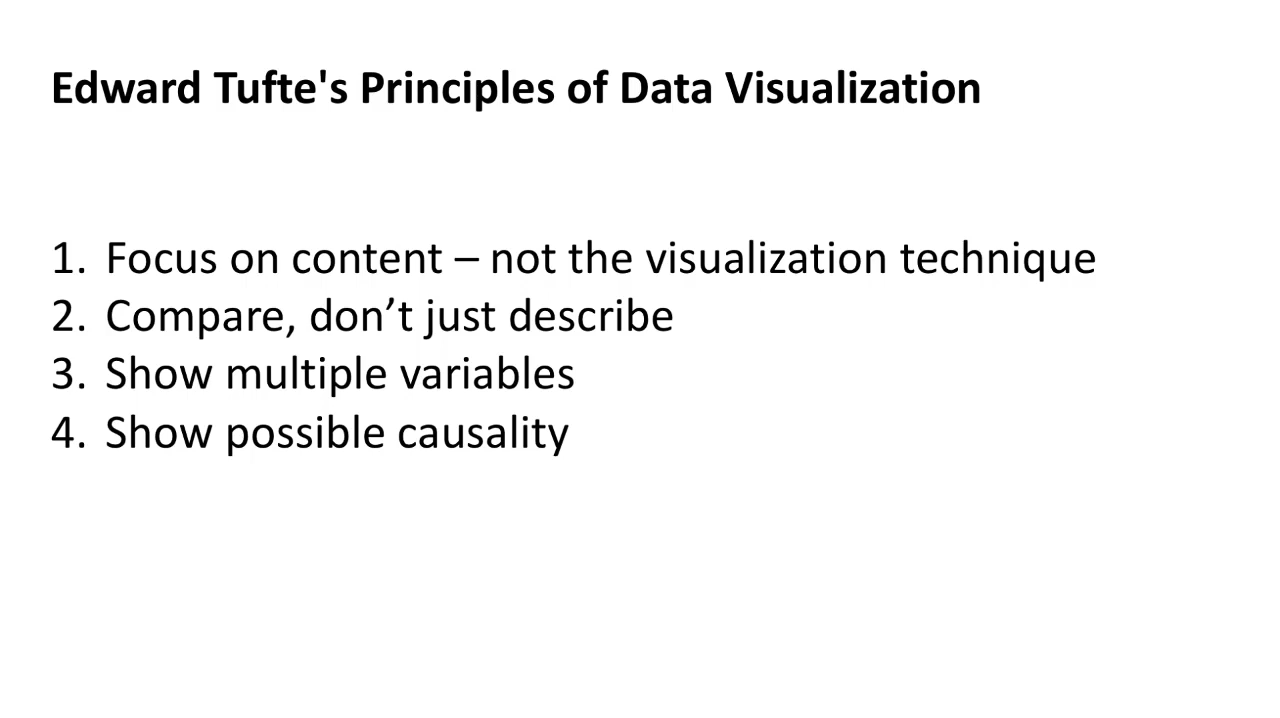 Edward Tufte's Principles of Data Visualization
1. Focus on content – not the visualization technique
2. Compare, don’t just describe
3. Show multiple variables
4. Show possible causality